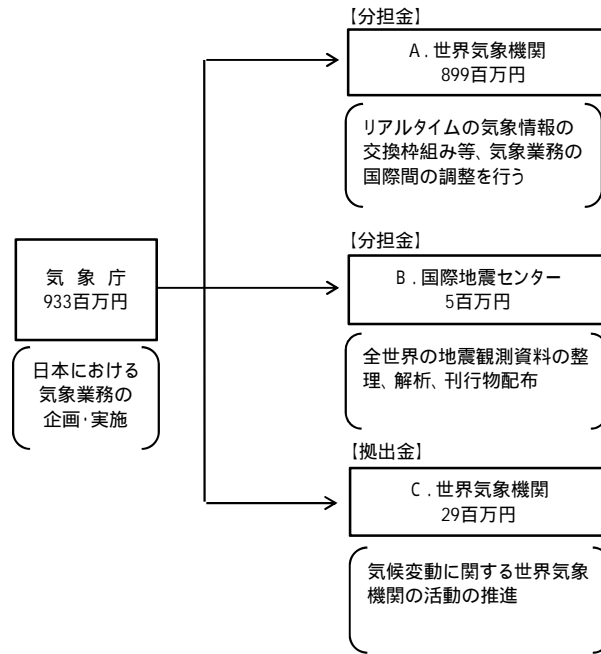 【分担金】
A．世界気象機関
899百万円
リアルタイムの気象情報の
交換枠組み等、気象業務の
国際間の調整を行う
気 象 庁
933百万円
日本における
気象業務の
企画・実施
【分担金】
B．国際地震センター
5百万円
全世界の地震観測資料の整
理、解析、刊行物配布
【拠出金】
C．世界気象機関
29百万円
気候変動に関する世界気象
機関の活動の推進